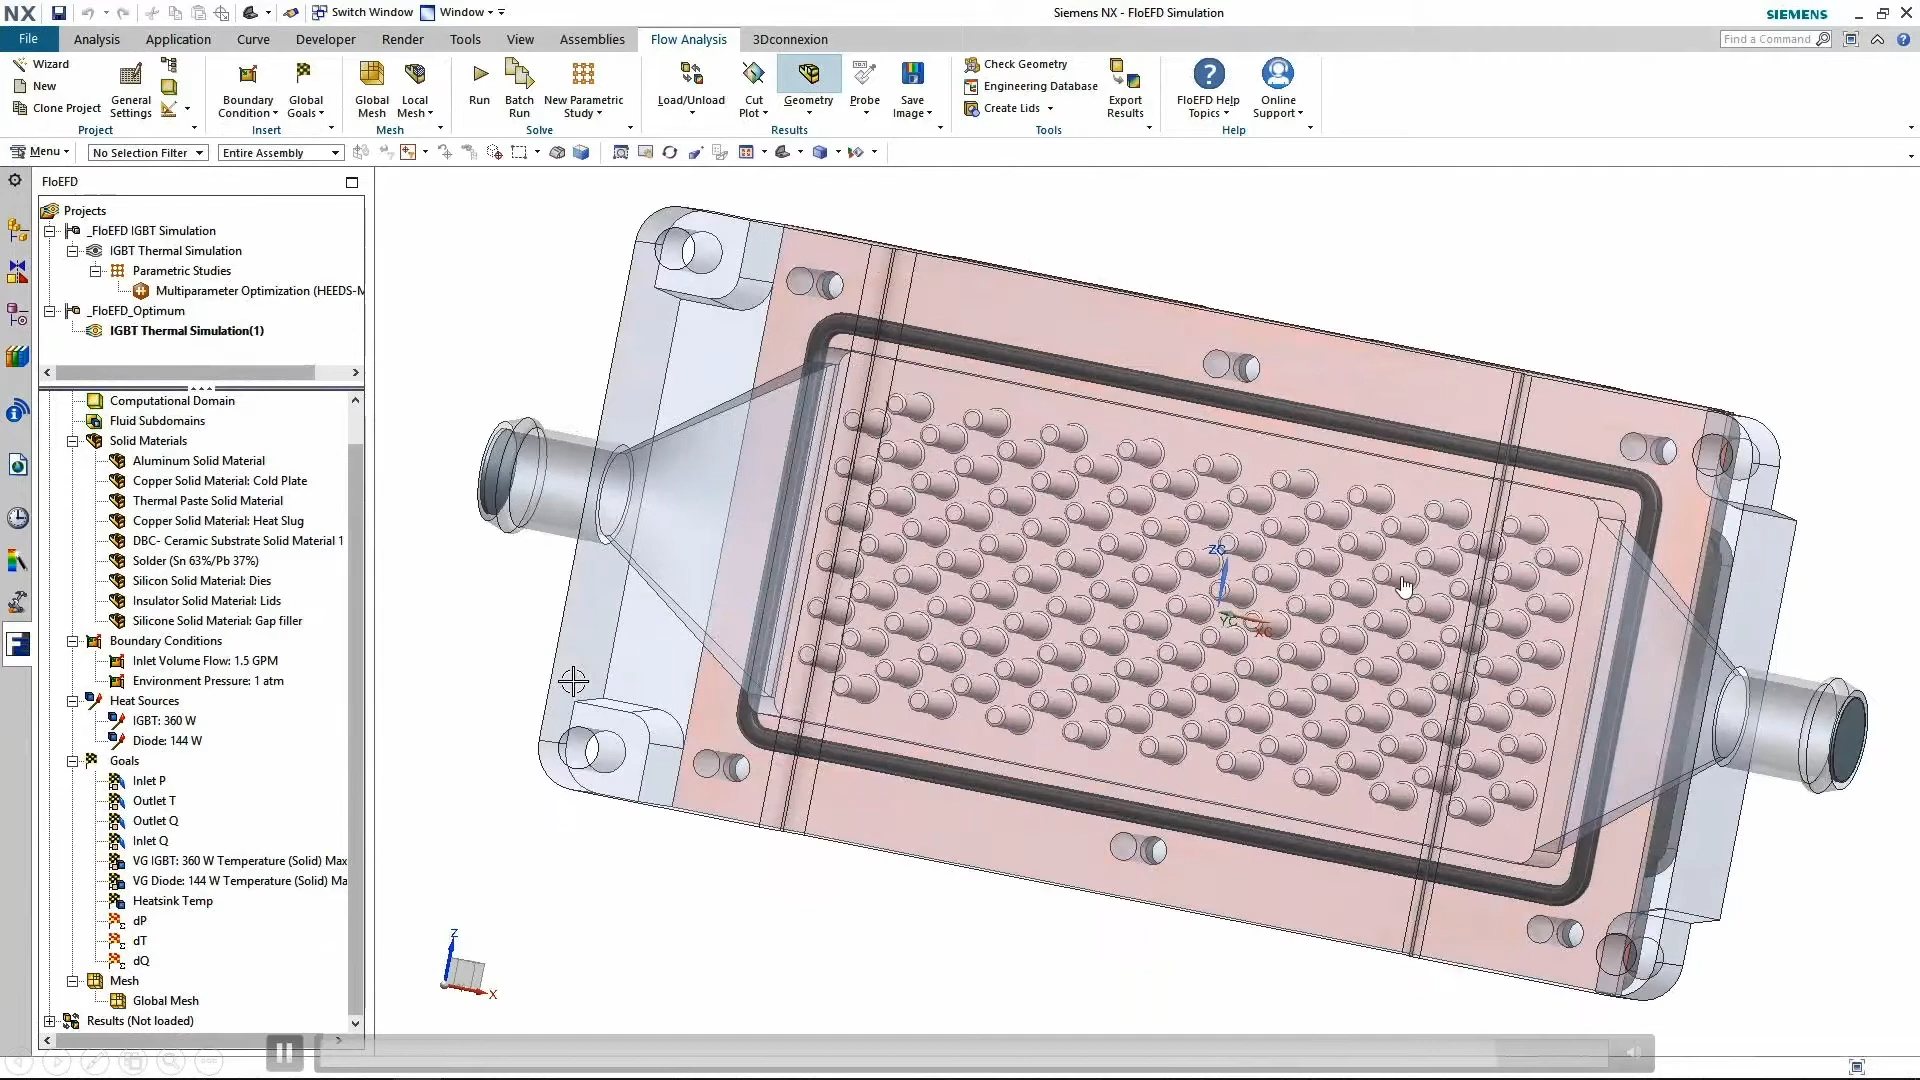 NX
Switch Window
Window
Siemens NX - FloEFD Simulation
SIEMENS
File
Analysis
Application
Curve
Developer
Render
Tools
View
Assemblies
Flow Analysis
3Dconnexion
Find a Command
Wizard
New
Clone Project
General Settings
Project
Boundary Condition
Global Goals
Insert
Global Mesh
Local Mesh
Mesh
Run
Batch Run
New Parametric Study
Solve
Load/Unload
Cut Plot
Geometry
Probe
Save Image
Results
Check Geometry
Engineering Database
Create Lids
Export Results
Tools
FloEFD Help Topics
Online Support
Help
Menu
No Selection Filter
Entire Assembly
FloEFD
Projects
_FloEFD IGBT Simulation
IGBT Thermal Simulation
Parametric Studies
Multiparameter Optimization (HEEDS-M
_FloEFD_Optimum
IGBT Thermal Simulation(1)
Computational Domain
Fluid Subdomains
Solid Materials
Aluminum Solid Material
Copper Solid Material: Cold Plate
Thermal Paste Solid Material
Copper Solid Material: Heat Slug
DBC- Ceramic Substrate Solid Material 1
Solder (Sn 63%/Pb 37%)
Silicon Solid Material: Dies
Insulator Solid Material: Lids
Silicone Solid Material: Gap filler
Boundary Conditions
Inlet Volume Flow: 1.5 GPM
Environment Pressure: 1 atm
Heat Sources
IGBT: 360 W
Diode: 144 W
Goals
Inlet P
Outlet T
Outlet Q
Inlet Q
VG IGBT: 360 W Temperature (Solid) Max
VG Diode: 144 W Temperature (Solid) Ma
Heatsink Temp
dP
dT
dQ
Mesh
Global Mesh
Results (Not loaded)
ZC
YC
XC
Z
X